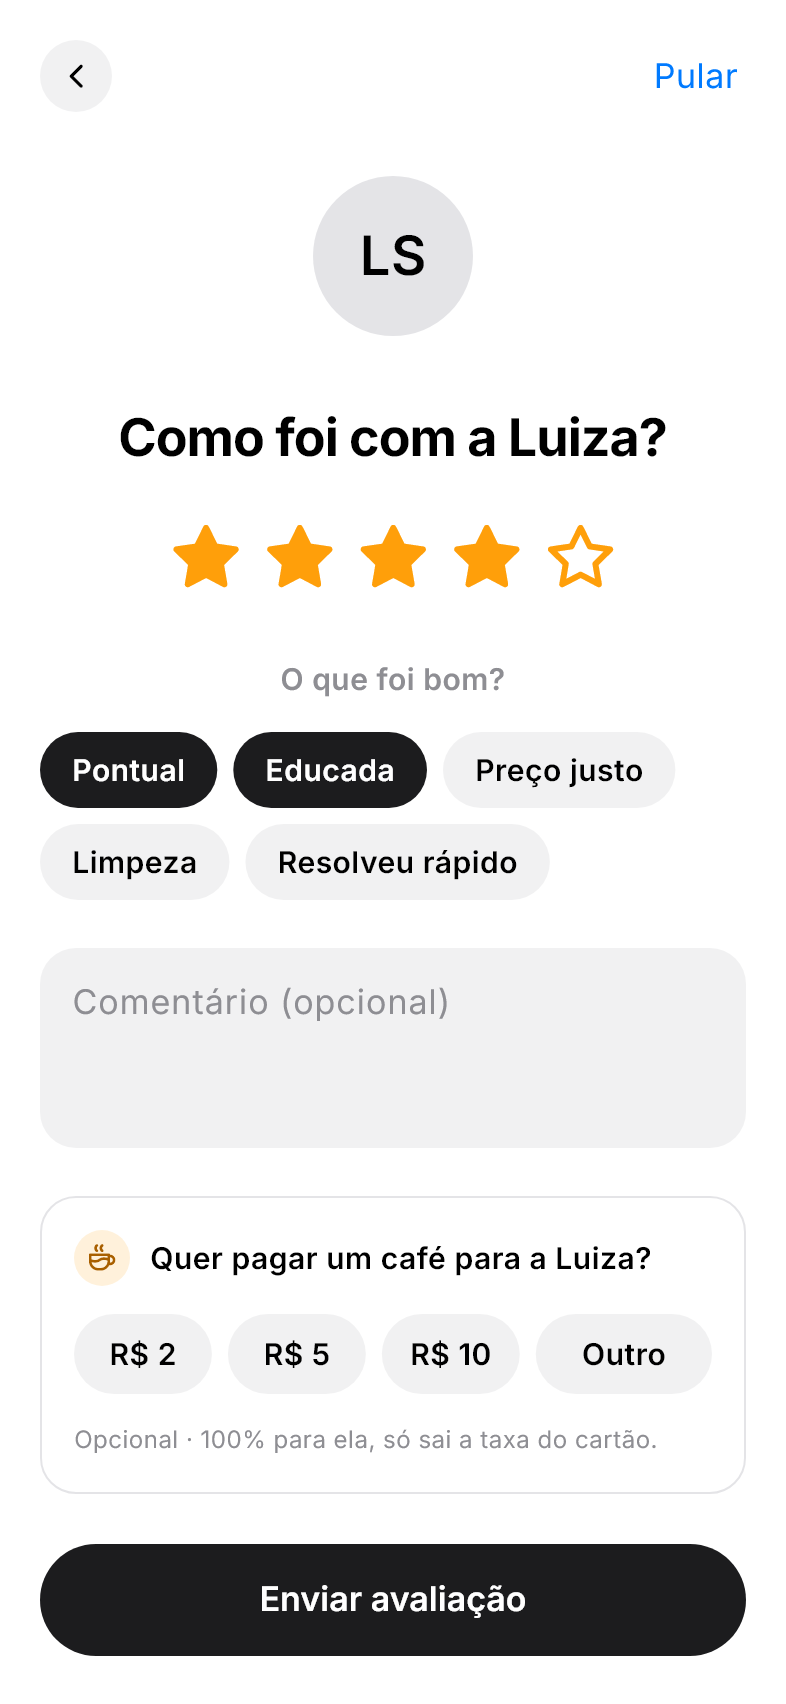 Pular
LS
Como foi com a Luiza?
O que foi bom?
Pontual
Educada
Preço justo
Limpeza
Resolveu rápido
Comentário (opcional)
Quer pagar um café para a Luiza?
R$ 2
R$ 5
R$ 10
Outro
Opcional · 100% para ela, só sai a taxa do cartão.
Enviar avaliação